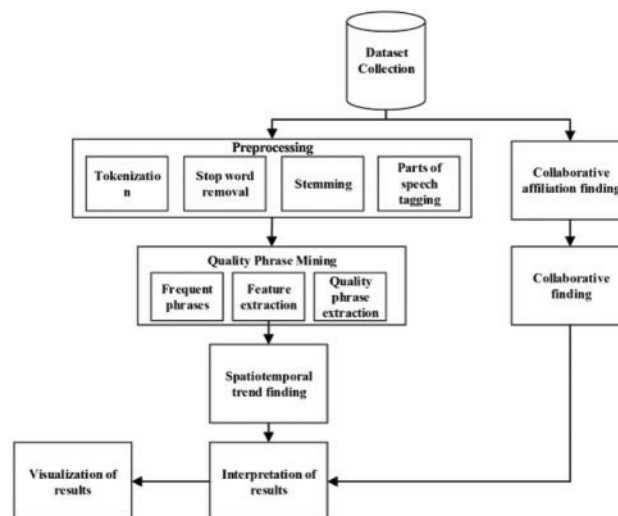 Dataset
Collection
Preprocessing
Tokenizatio
n
Stop word
removal
Stemming
Parts of
speech
tagging
Collaborative
affiliation finding
Quality Phrase Mining
Frequent
phrases
Feature
extraction
Quality
phrase
extraction
Collaborative
finding
Spatiotemporal
trend finding
Visualization of
results
Interpretation of
results